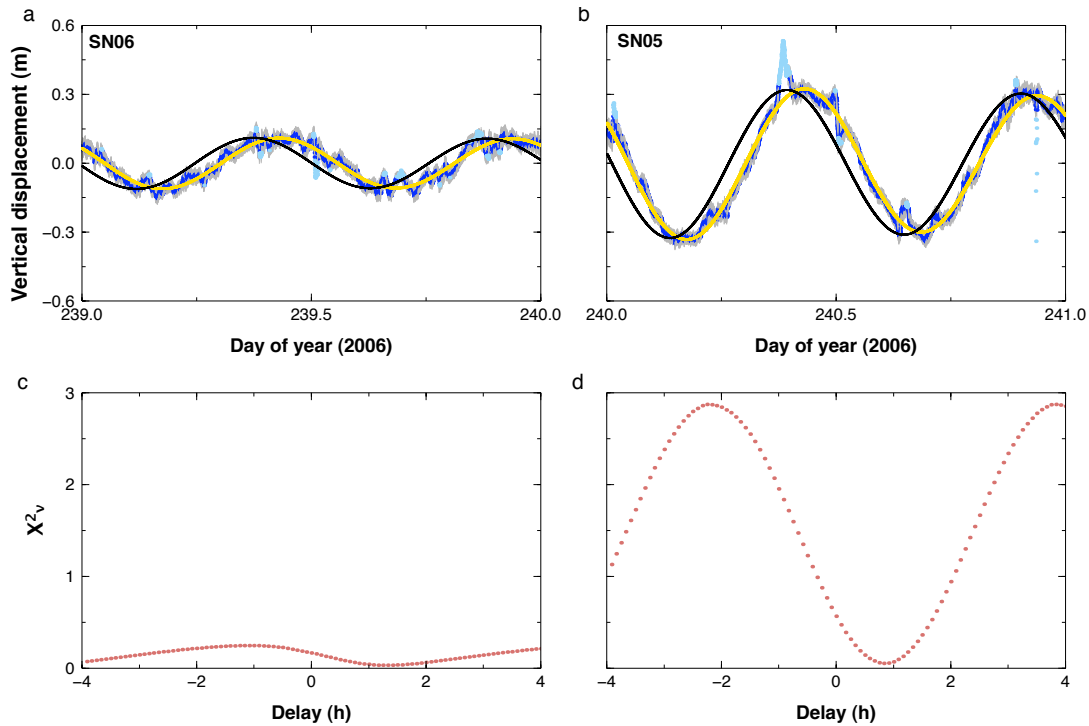 a
b
SN06
SN05
Vertical displacement (m)
0.6
0.3
0.0
−0.3
−0.6
239.0
239.5
240.0
240.0
240.5
241.0
Day of year (2006)
Day of year (2006)
c
d
X²ᵥ
3
2
1
0
−4
−2
0
2
4
−4
−2
0
2
4
Delay (h)
Delay (h)